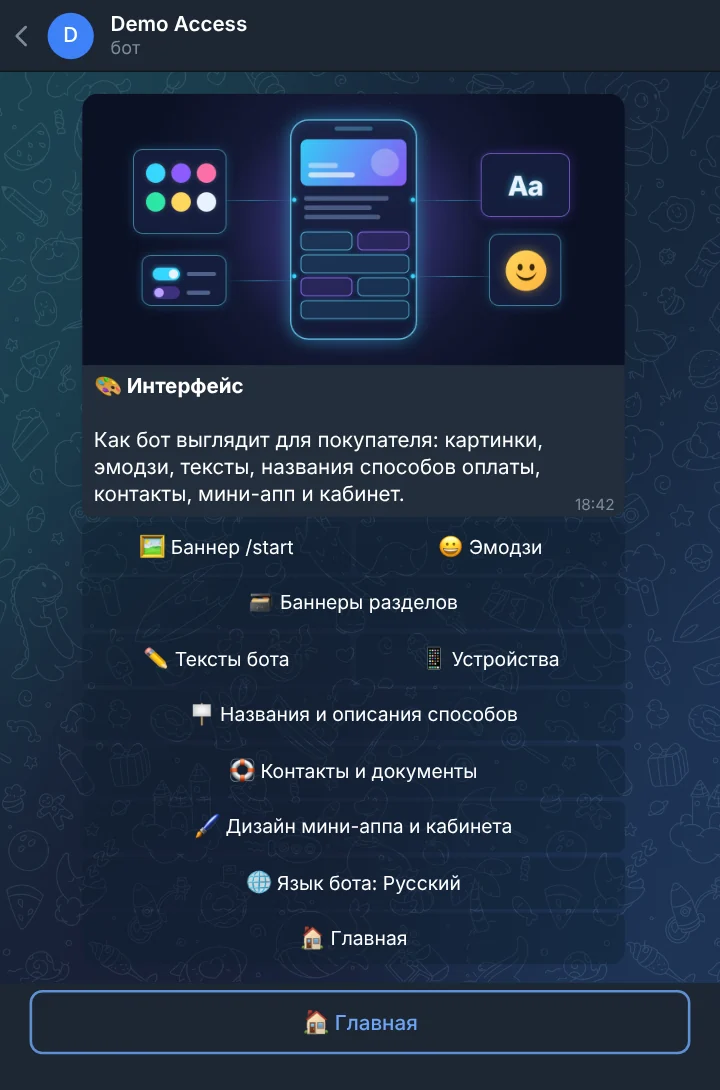 D
Demo Access
бот
Aa
🎨 Интерфейс
Как бот выглядит для покупателя: картинки,
эмодзи, тексты, названия способов оплаты,
контакты, мини-апп и кабинет.
18:42
🖼️ Баннер /start
😀 Эмодзи
🗃️ Баннеры разделов
✏️ Тексты бота
📱 Устройства
🪧 Названия и описания способов
🛟 Контакты и документы
🖌️ Дизайн мини-аппа и кабинета
🌐 Язык бота: Русский
🏠 Главная
🏠 Главная